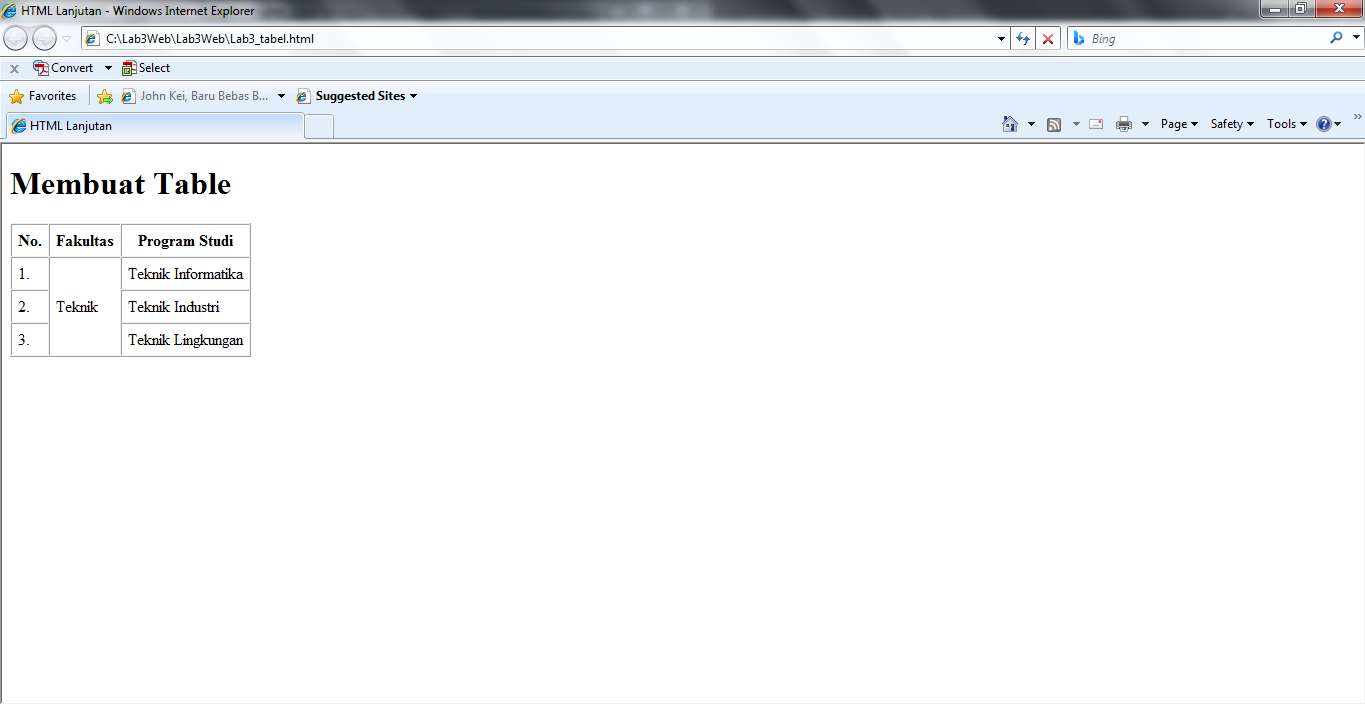 HTML Lanjutan - Windows Internet Explorer
C:\Lab3Web\Lab3Web\Lab3_tabel.html
Bing
x Convert Select
Favorites John Kei, Baru Bebas B... Suggested Sites
HTML Lanjutan
Page Safety Tools
Membuat Table
No. Fakultas Program Studi
1. Teknik Informatika
2. Teknik Teknik Industri
3. Teknik Lingkungan